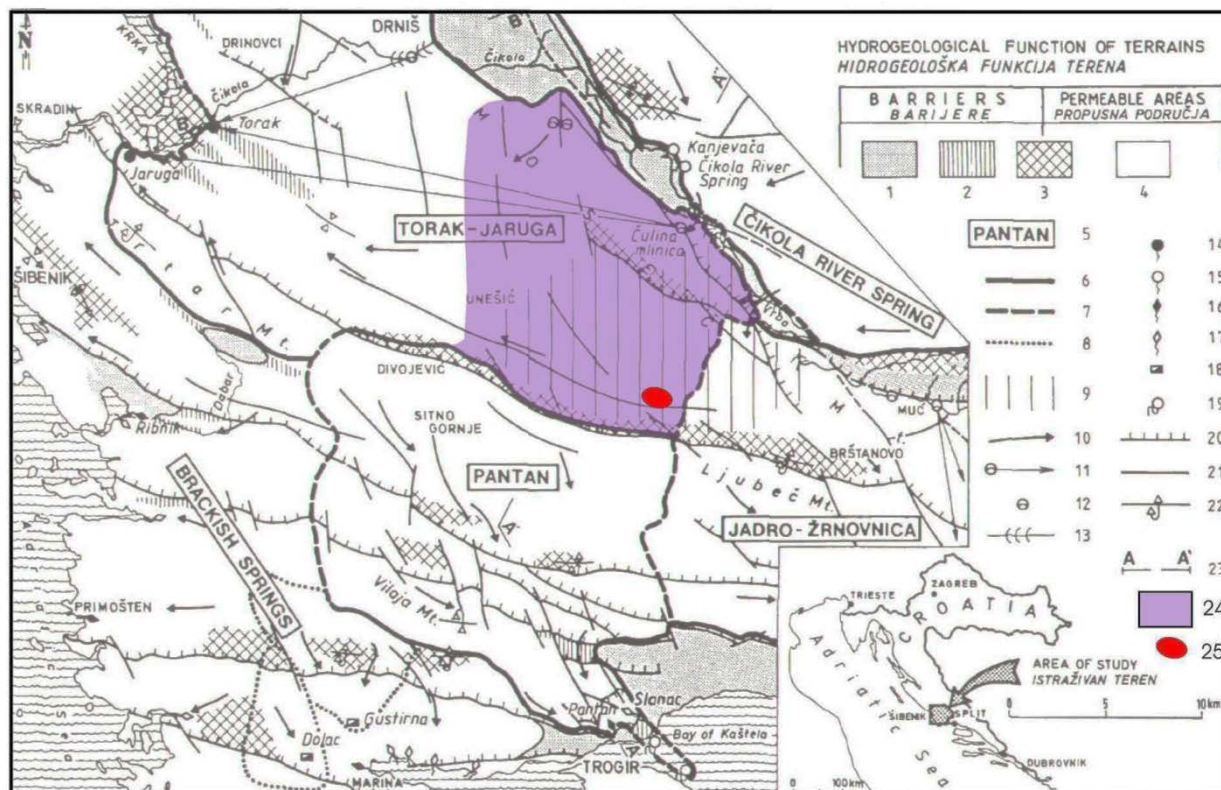 N
KRKA
DRNIŠ
DRINOVCI
Čikola
Čikola
B
A''
SKRADIN
B
Torak
M
O
Kanjevača
Čikola River
Spring
Jaruga
TORAK-JARUGA
Čulina
mlinica
ČIKOLA RIVER SPRING
ŠIBENIK
Trtar Mt.
UNEŠIĆ
Vrba
DIVOJEVIĆ
Dabar
Ribnik
SITNO
GORNJE
MUĆ
M t.
BRŠTANOVO
PANTAN
A'
Ljubeč Mt.
JADRO-ŽRNOVNICA
BRACKISH SPRINGS
PRIMOŠTEN
Vilaja Mt.
Slanac
Pantan
Gustirna
Dolac
MARINA
TROGIR
A
Bay of Kaštela
HYDROGEOLOGICAL FUNCTION OF TERRAINS
HIDROGEOLOŠKA FUNKCIJA TERENA
BARRIERS
BARIJERE
PERMEABLE AREAS
PROPUSNA PODRUČJA
1 2 3 4
PANTAN 5 14
6 15
7 16
8 17
18
9 19
10 20
11 21
12 22
13
A A' 23
24
25
TRIESTE
ZAGREB
CROATIA
Adriatic Sea
AREA OF STUDY
ISTRAŽIVAN TEREN
ŠIBENIK
SPLIT
0 5 10km
DUBROVNIK
0 100km